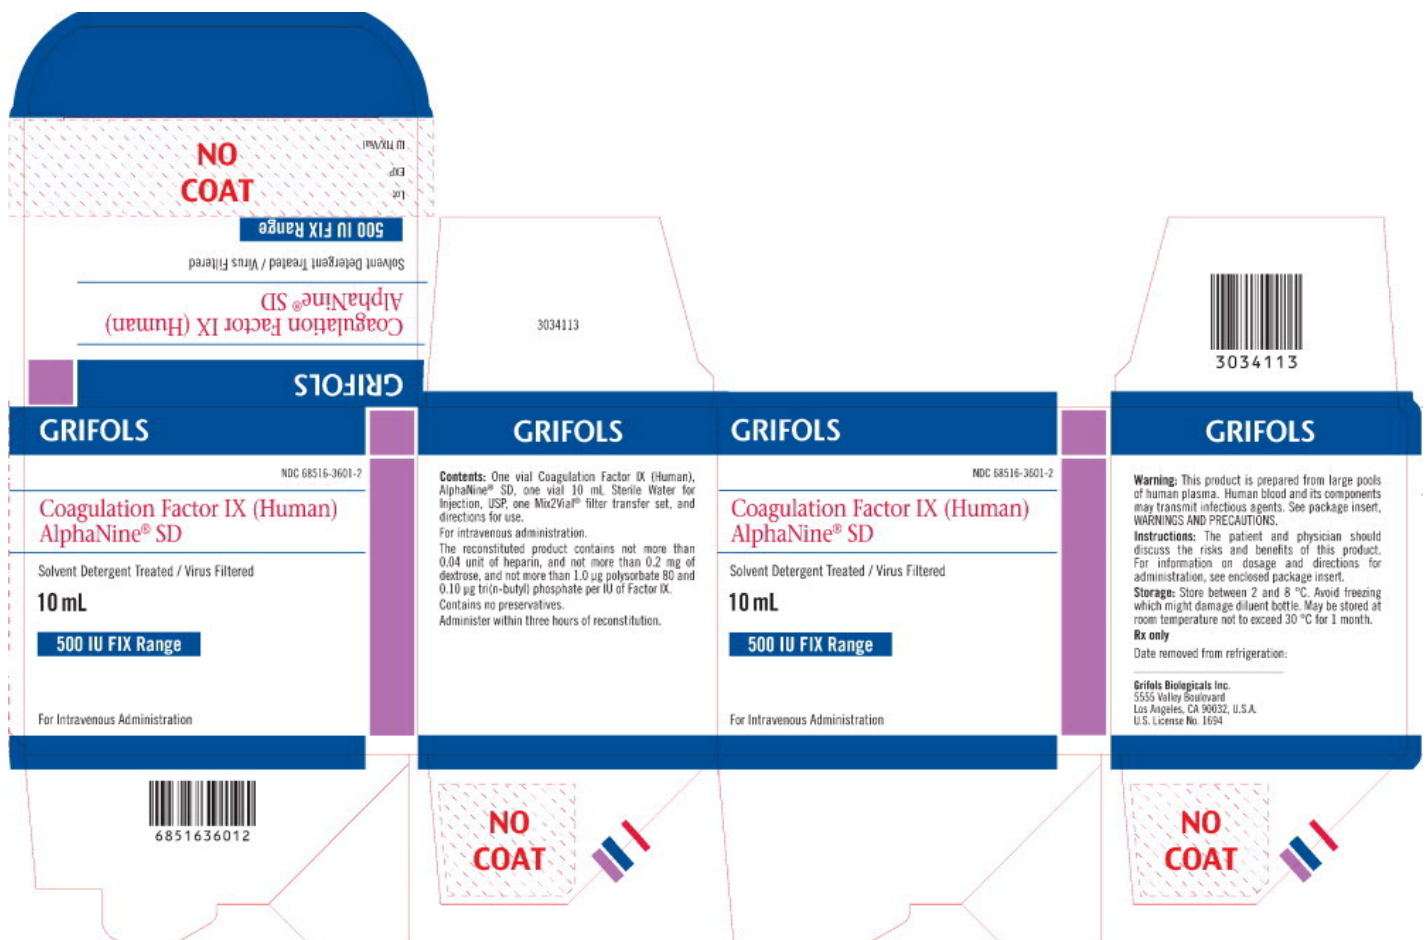 NO
COAT
IU FIX/Vial
EXP
Lot
500 IU FIX Range
Solvent Detergent Treated / Virus Filtered
Coagulation Factor IX (Human)
AlphaNine® SD
GRIFOLS
GRIFOLS
NDC 68516-3601-2
Coagulation Factor IX (Human)
AlphaNine® SD
Solvent Detergent Treated / Virus Filtered
10 mL
500 IU FIX Range
For Intravenous Administration
6851636012
3034113
GRIFOLS
Contents: One vial Coagulation Factor IX (Human),
AlphaNine® SD, one vial 10 mL Sterile Water for
Injection, USP, one Mix2Vial® filter transfer set, and
directions for use.
For intravenous administration.
The reconstituted product contains not more than
0.04 unit of heparin, and not more than 0.2 mg of
dextrose, and not more than 1.0 µg polysorbate 80 and
0.10 µg tri(n-butyl) phosphate per IU of Factor IX.
Contains no preservatives.
Administer within three hours of reconstitution.
NO
COAT
GRIFOLS
NDC 68516-3601-2
Coagulation Factor IX (Human)
AlphaNine® SD
Solvent Detergent Treated / Virus Filtered
10 mL
500 IU FIX Range
For Intravenous Administration
3034113
GRIFOLS
Warning: This product is prepared from large pools
of human plasma. Human blood and its components
may transmit infectious agents. See package insert,
WARNINGS AND PRECAUTIONS.
Instructions: The patient and physician should
discuss the risks and benefits of this product.
For information on dosage and directions for
administration, see enclosed package insert.
Storage: Store between 2 and 8 °C. Avoid freezing
which might damage diluent bottle. May be stored at
room temperature not to exceed 30 °C for 1 month.
Rx only
Date removed from refrigeration:
Grifols Biologicals Inc.
5555 Valley Boulevard
Los Angeles, CA 90032, U.S.A.
U.S. License No. 1694
NO
COAT